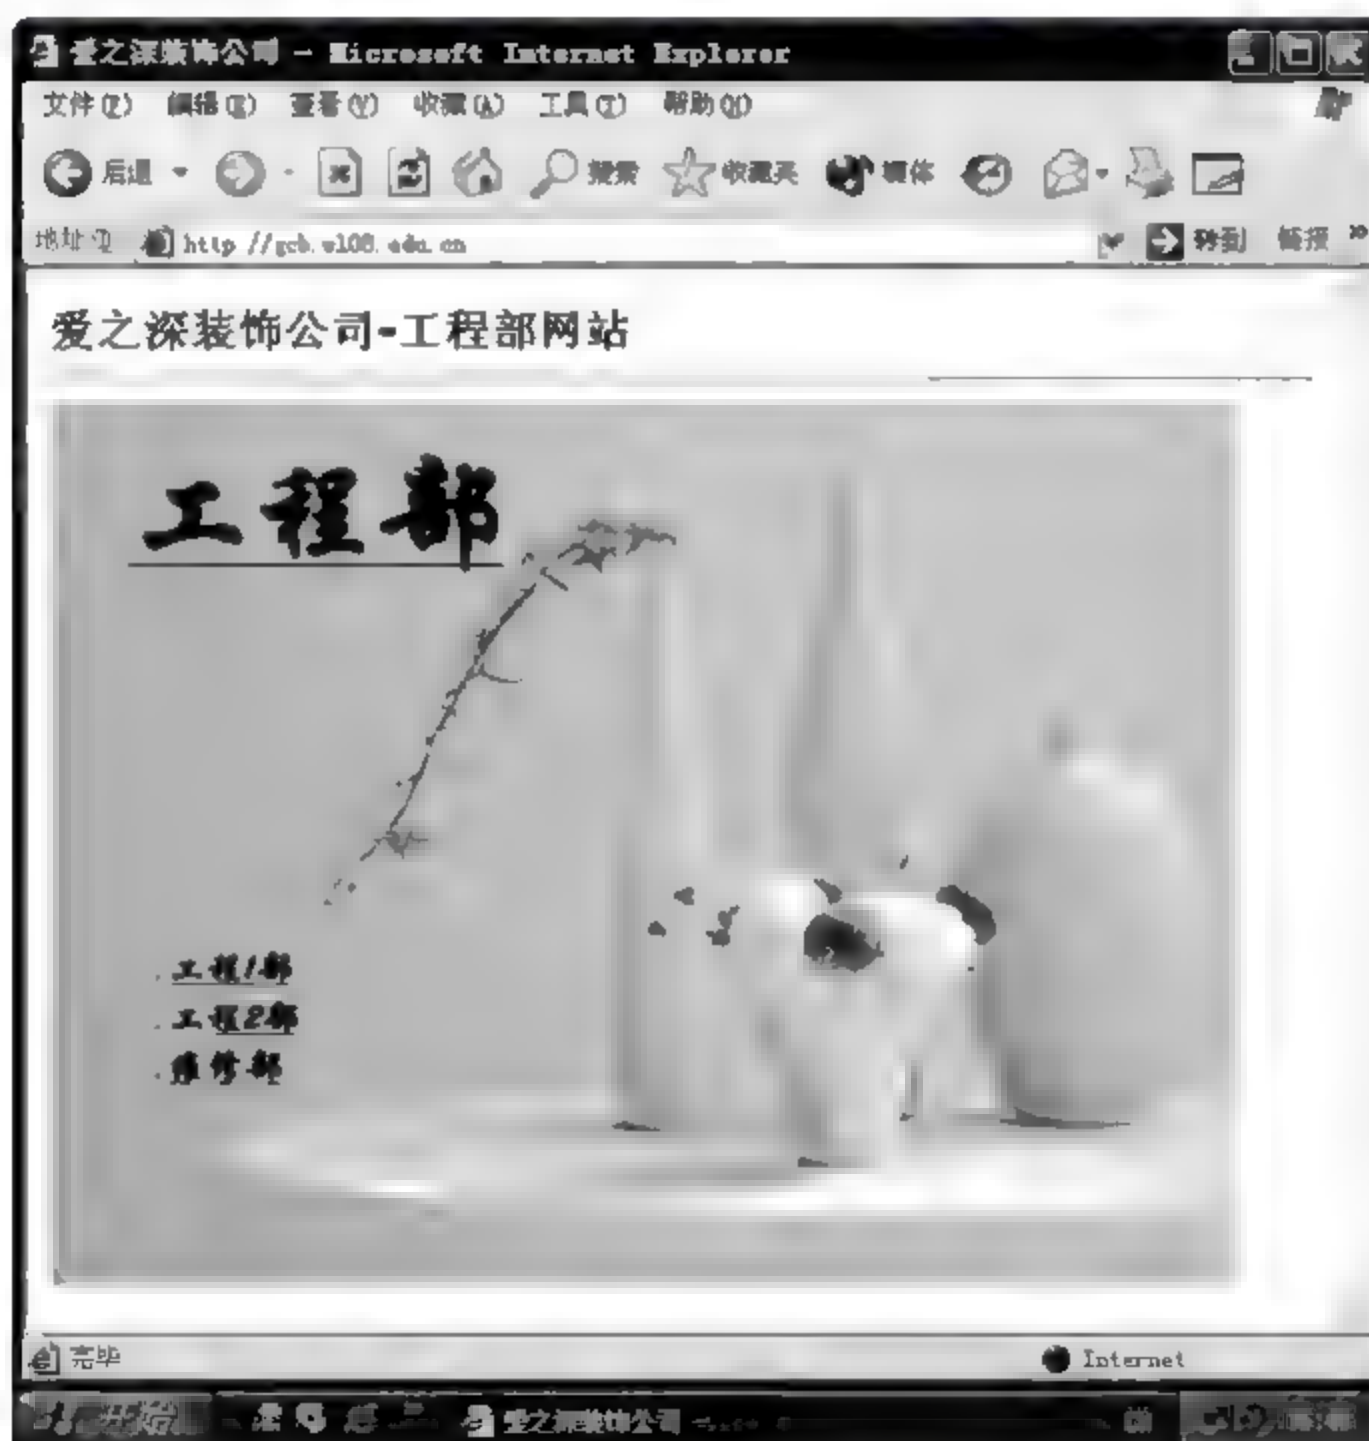 爱之深装饰公司 - Microsoft Internet Explorer
文件(F) 编辑(E) 查看(V) 收藏(A) 工具(T) 帮助(H)
后退 搜索 收藏夹 媒体
地址(D) http://gcb.w108.edu.cn 转到 链接 »
爱之深装饰公司-工程部网站
工程部
工程1部
工程2部
维修部
完毕 Internet
开始 爱之深装饰公司 -